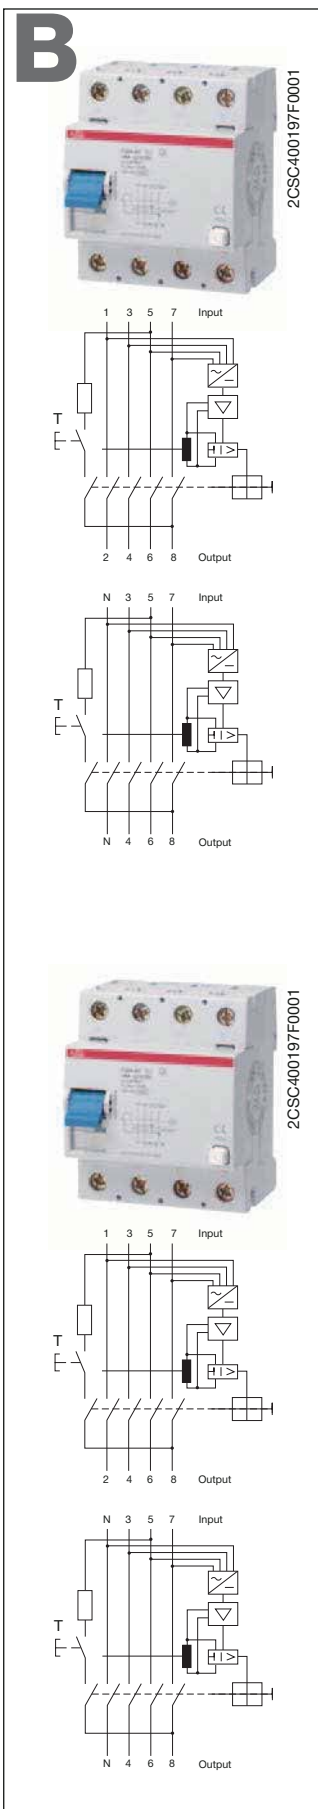 B
2CSC400197F0001
ABB
1 3 5 7 Input
T
2 4 6 8 Output
N 3 5 7 Input
T
N 4 6 8 Output
2CSC400197F0001
ABB
1 3 5 7 Input
T
2 4 6 8 Output
N 3 5 7 Input
T
N 4 6 8 Output